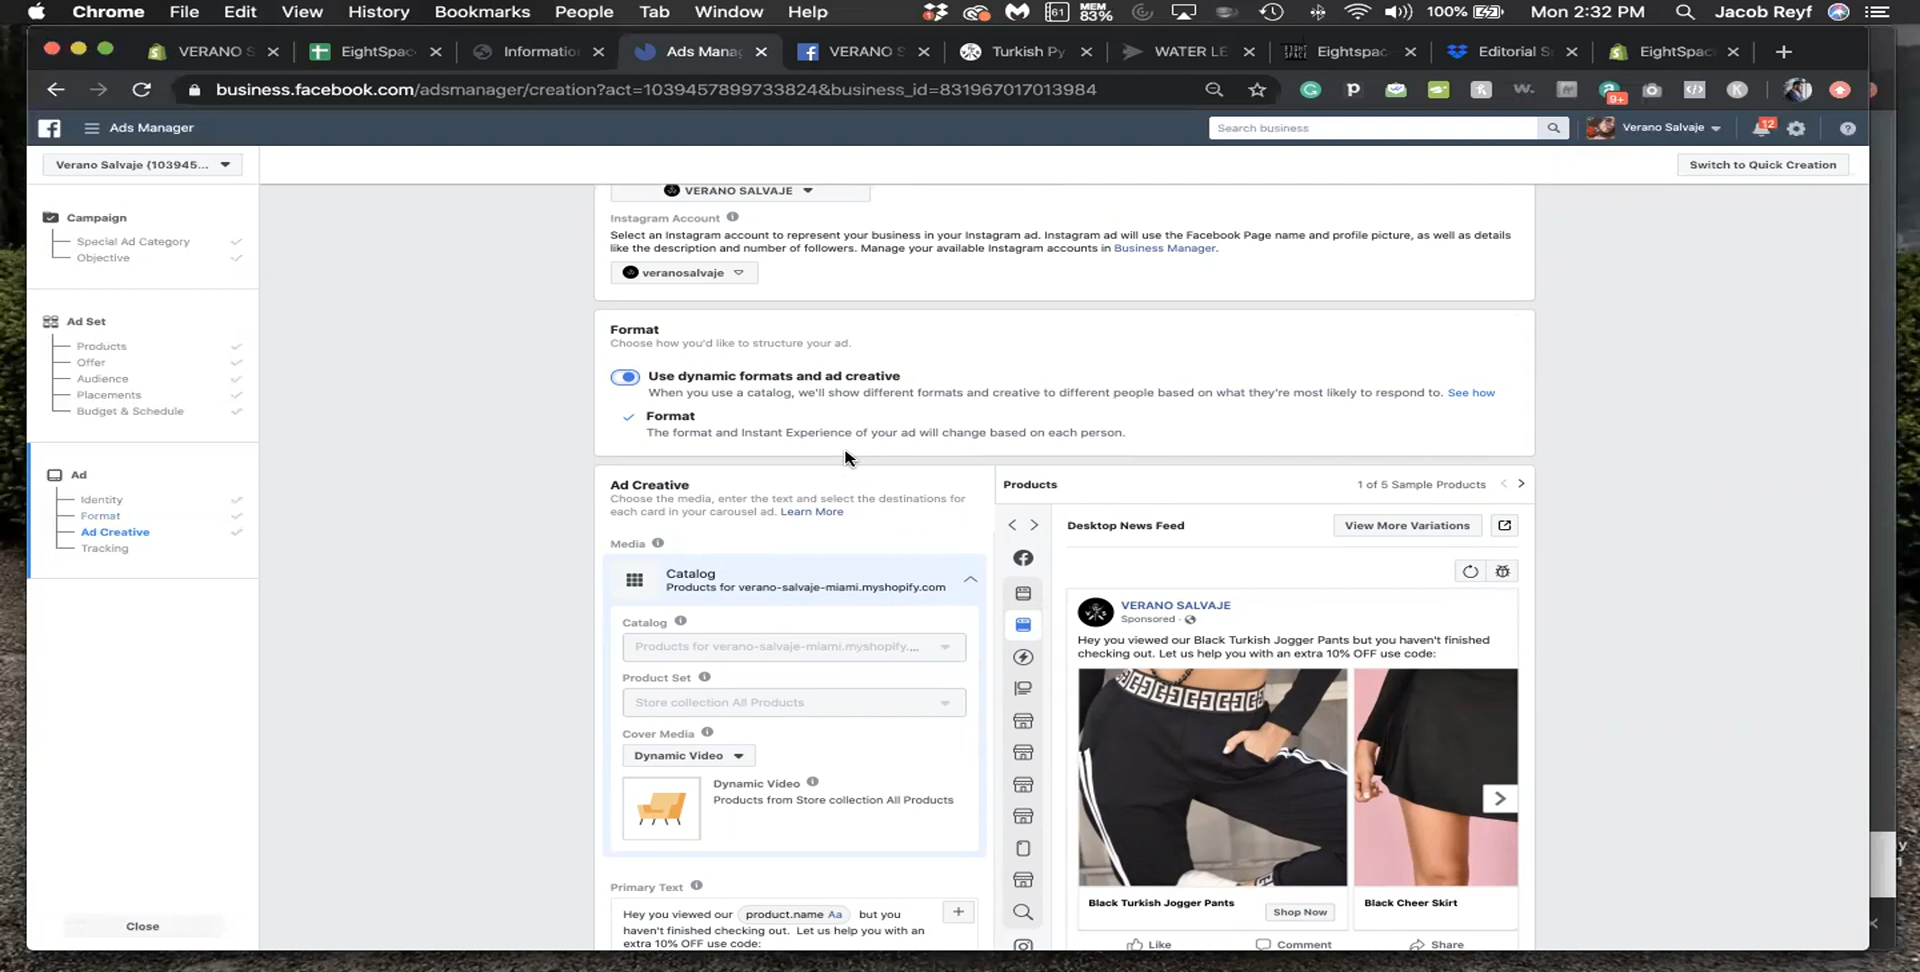 Chrome File Edit View History Bookmarks People Tab Window Help 61 MEM 83% 100% Mon 2:32 PM Jacob Reyf
VERANO S EightSpac Informatio Ads Manag VERANO S Turkish Py WATER LE EIGHT SPACE Eightspac Editorial S EightSpac
business.facebook.com/adsmanager/creation?act=1039457899733824&business_id=831967017013984 9+
Ads Manager Search business Verano Salvaje 12
Verano Salvaje (103945... Switch to Quick Creation
Campaign
Special Ad Category
Objective
Ad Set
Products
Offer
Audience
Placements
Budget & Schedule
Ad
Identity
Format
Ad Creative
Tracking
Close
VERANO SALVAJE
Instagram Account
Select an Instagram account to represent your business in your Instagram ad. Instagram ad will use the Facebook Page name and profile picture, as well as details
like the description and number of followers. Manage your available Instagram accounts in Business Manager.
veranosalvaje
Format
Choose how you'd like to structure your ad.
Use dynamic formats and ad creative
When you use a catalog, we'll show different formats and creative to different people based on what they're most likely to respond to. See how
Format
The format and Instant Experience of your ad will change based on each person.
Ad Creative
Choose the media, enter the text and select the destinations for
each card in your carousel ad. Learn More
Media
Catalog
Products for verano-salvaje-miami.myshopify.com
Catalog
Products for verano-salvaje-miami.myshopify....
Product Set
Store collection All Products
Cover Media
Dynamic Video
Dynamic Video
Products from Store collection All Products
Primary Text
Hey you viewed our product.name Aa but you
haven't finished checking out. Let us help you with an
extra 10% OFF use code:
Products 1 of 5 Sample Products
Desktop News Feed View More Variations
VERANO SALVAJE
Sponsored ·
Hey you viewed our Black Turkish Jogger Pants but you haven't finished
checking out. Let us help you with an extra 10% OFF use code:
Black Turkish Jogger Pants Black Cheer Skirt
Shop Now
Like Comment Share